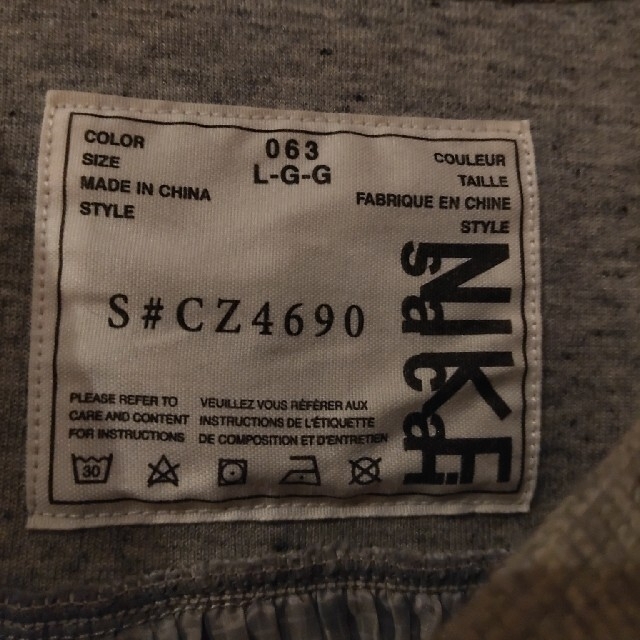 COLOR 063 COULEUR
SIZE L-G-G TAILLE
MADE IN CHINA FABRIQUE EN CHINE
STYLE STYLE
S#CZ4690
NIKE
sacai
PLEASE REFER TO
CARE AND CONTENT
FOR INSTRUCTIONS
VEUILLEZ VOUS RÉFÉRER AUX
INSTRUCTIONS DE L'ÉTIQUETTE
DE COMPOSITION ET D'ENTRETIEN
30